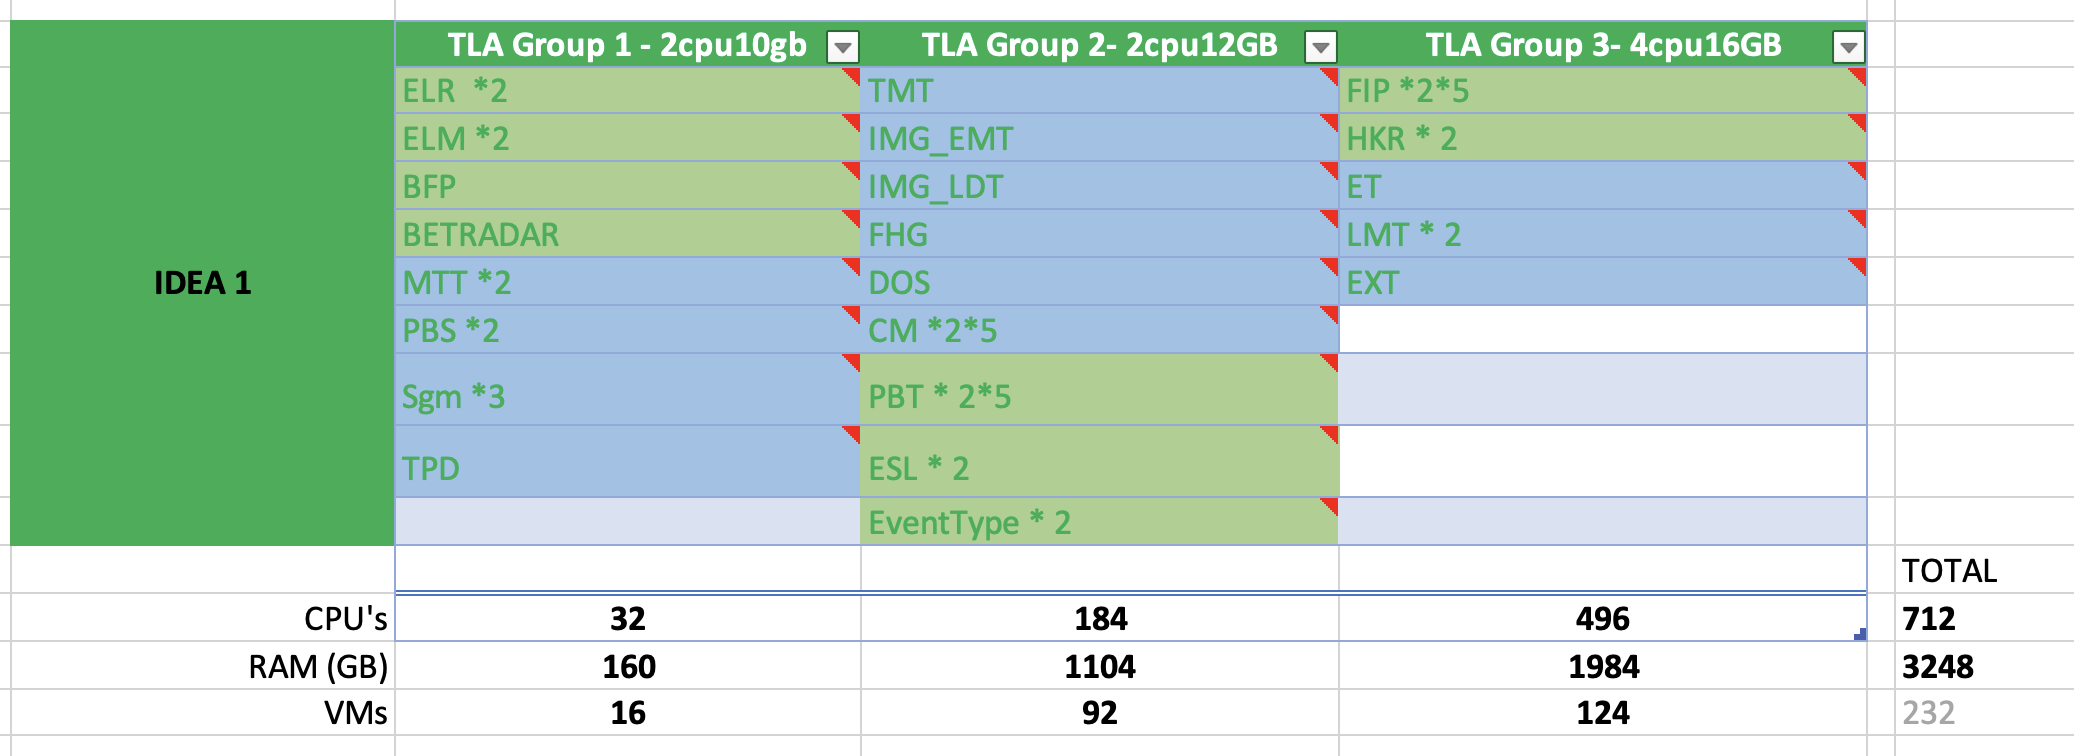 TLA Group 1 - 2cpu10gb TLA Group 2- 2cpu12GB TLA Group 3- 4cpu16GB
ELR  *2 TMT FIP *2*5
ELM *2 IMG_EMT HKR * 2
BFP IMG_LDT ET
BETRADAR FHG LMT * 2
IDEA 1 MTT *2 DOS EXT
PBS *2 CM *2*5
Sgm *3 PBT * 2*5
TPD ESL * 2
EventType * 2
TOTAL
CPU's 32 184 496 712
RAM (GB) 160 1104 1984 3248
VMs 16 92 124 232